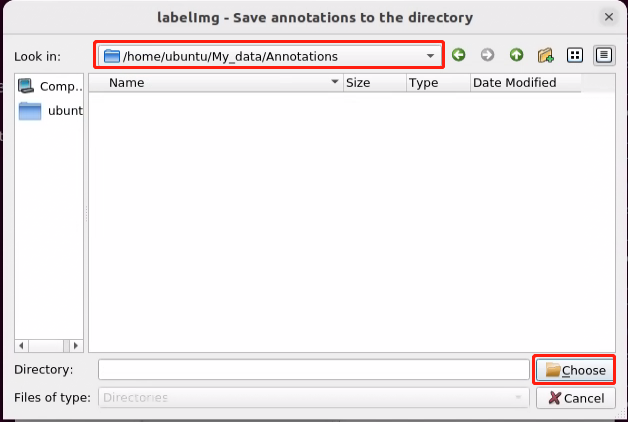 labelImg - Save annotations to the directory
Look in: /home/ubuntu/My_data/Annotations
Name Size Type Date Modified
Comp..
ubunt
Directory: Choose
Files of type: Directories Cancel